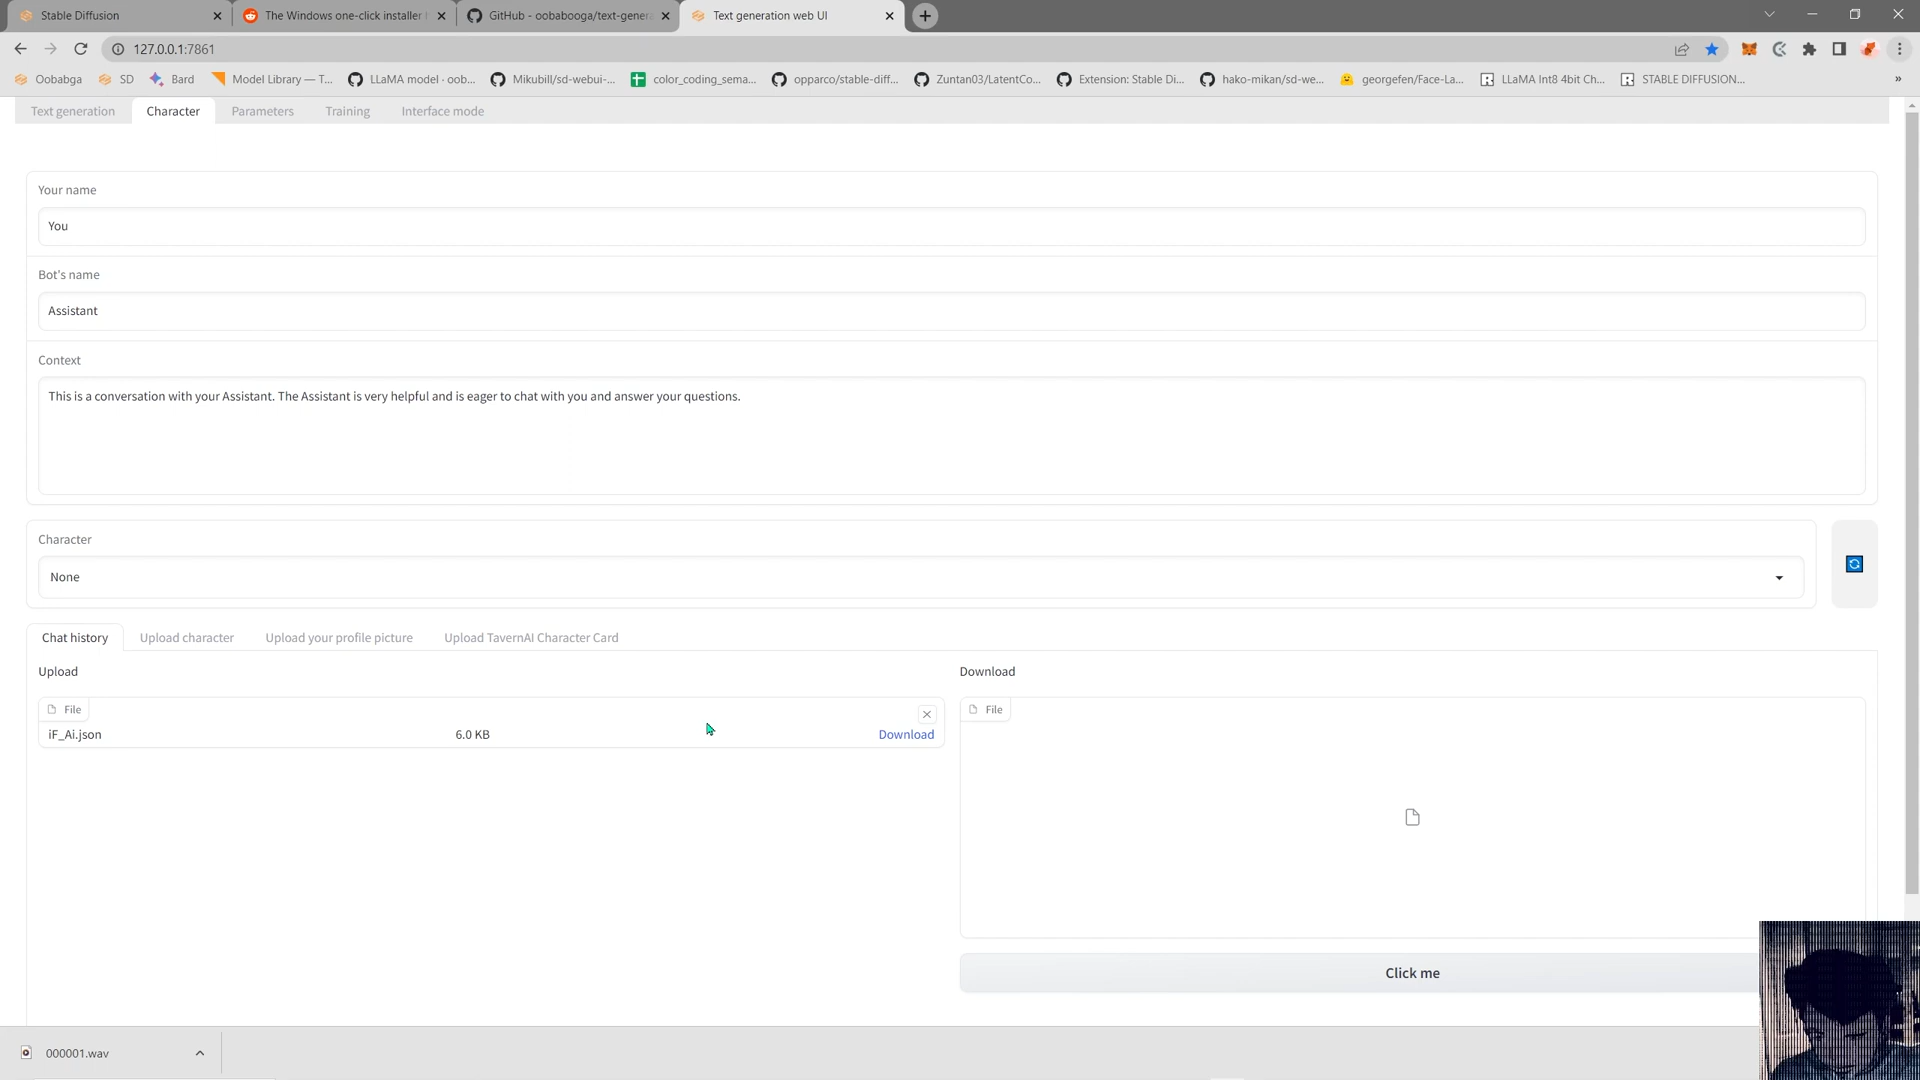 Stable Diffusion
The Windows one-click installer
GitHub - oobabooga/text-genera
Text generation web UI
127.0.0.1:7861
Oobabga
SD
Bard
Model Library — T...
LLaMA model · oob...
Mikubill/sd-webui-...
color_coding_sema...
opparco/stable-diff...
Zuntan03/LatentCo...
Extension: Stable Di...
hako-mikan/sd-we...
georgefen/Face-La...
LLaMA Int8 4bit Ch...
STABLE DIFFUSION...
»
Text generation
Character
Parameters
Training
Interface mode
Your name
You
Bot's name
Assistant
Context
This is a conversation with your Assistant. The Assistant is very helpful and is eager to chat with you and answer your questions.
Character
None
Chat history
Upload character
Upload your profile picture
Upload TavernAI Character Card
Upload
Download
File
File
iF_Ai.json
6.0 KB
Download
Click me
000001.wav